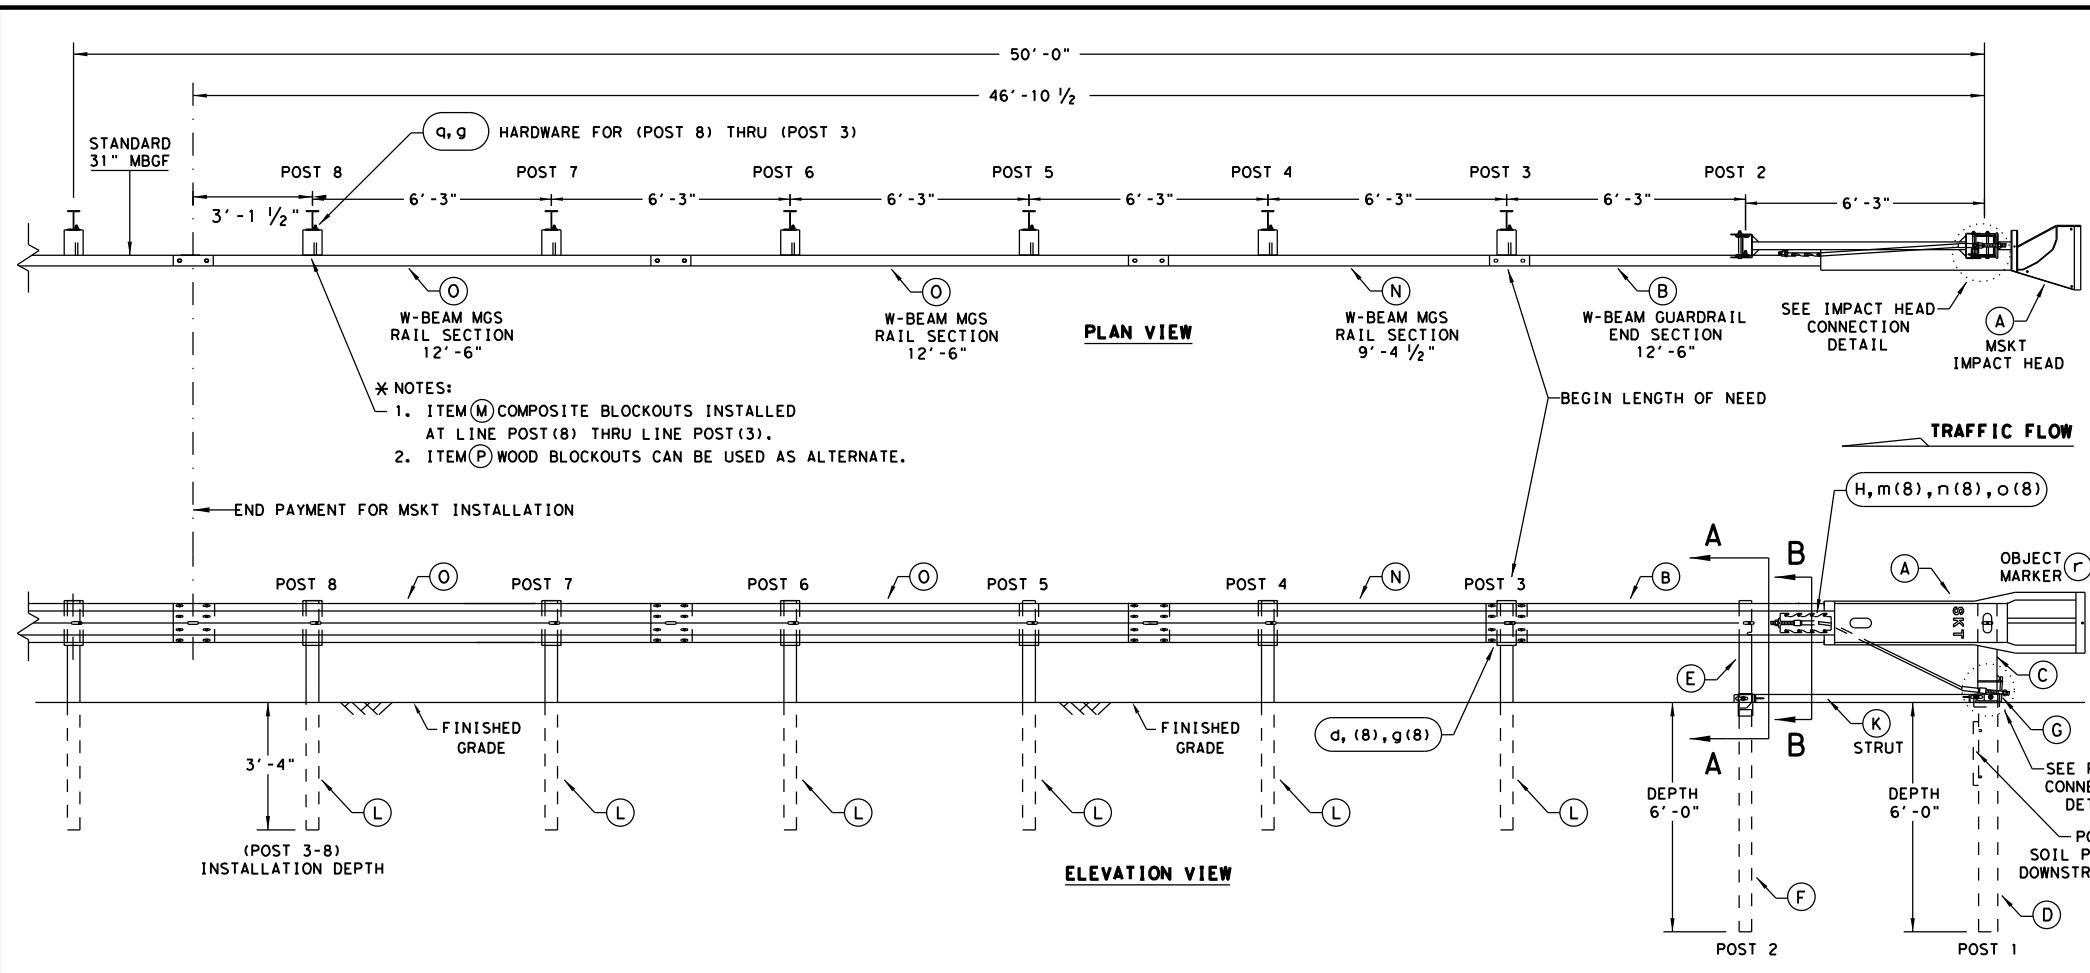 50'-0"
46'-10 1/2
STANDARD
31" MBGF
q,g HARDWARE FOR (POST 8) THRU (POST 3)
POST 8
POST 7
POST 6
POST 5
POST 4
POST 3
POST 2
3'-1 1/2"
6'-3"
6'-3"
6'-3"
6'-3"
6'-3"
6'-3"
6'-3"
O
W-BEAM MGS
RAIL SECTION
12'-6"
O
W-BEAM MGS
RAIL SECTION
12'-6"
PLAN VIEW
N
W-BEAM MGS
RAIL SECTION
9'-4 1/2"
B
W-BEAM GUARDRAIL
END SECTION
12'-6"
SEE IMPACT HEAD
CONNECTION
DETAIL
A
MSKT
IMPACT HEAD
* NOTES:
1. ITEM M COMPOSITE BLOCKOUTS INSTALLED
AT LINE POST(8) THRU LINE POST(3).
2. ITEM P WOOD BLOCKOUTS CAN BE USED AS ALTERNATE.
BEGIN LENGTH OF NEED
TRAFFIC FLOW
END PAYMENT FOR MSKT INSTALLATION
H,m(8),n(8),o(8)
A
B
OBJECT
MARKER r
A
POST 8
O
POST 7
POST 6
O
POST 5
POST 4
N
POST 3
B
SKT
E
C
G
K
STRUT
FINISHED
GRADE
FINISHED
GRADE
d,(8),g(8)
A
B
3'-4"
L
L
L
L
L
(POST 3-8)
INSTALLATION DEPTH
ELEVATION VIEW
DEPTH
6'-0"
DEPTH
6'-0"
SEE
CONNE
DET
PO
SOIL P
DOWNSTR
F
D
POST 2
POST 1